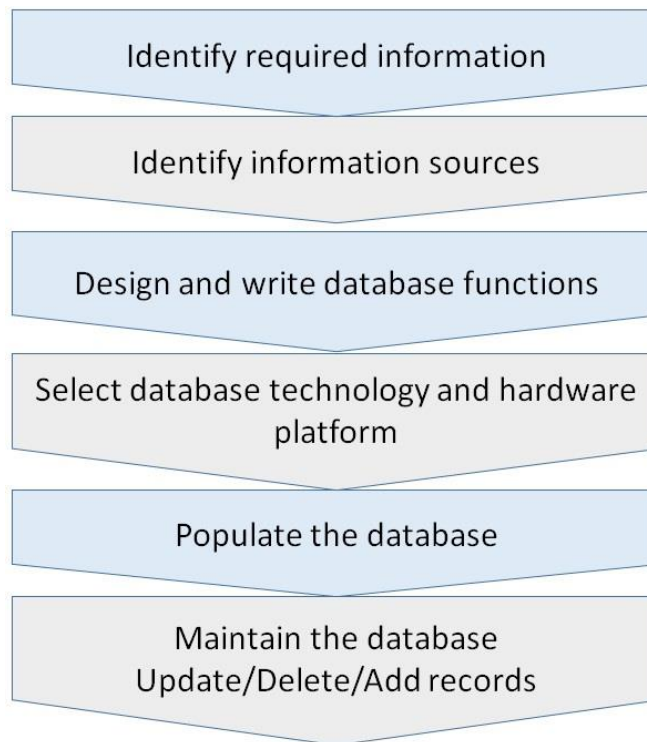 Identify required information
Identify information sources
Design and write database functions
Select database technology and hardware
platform
Populate the database
Maintain the database
Update/Delete/Add records